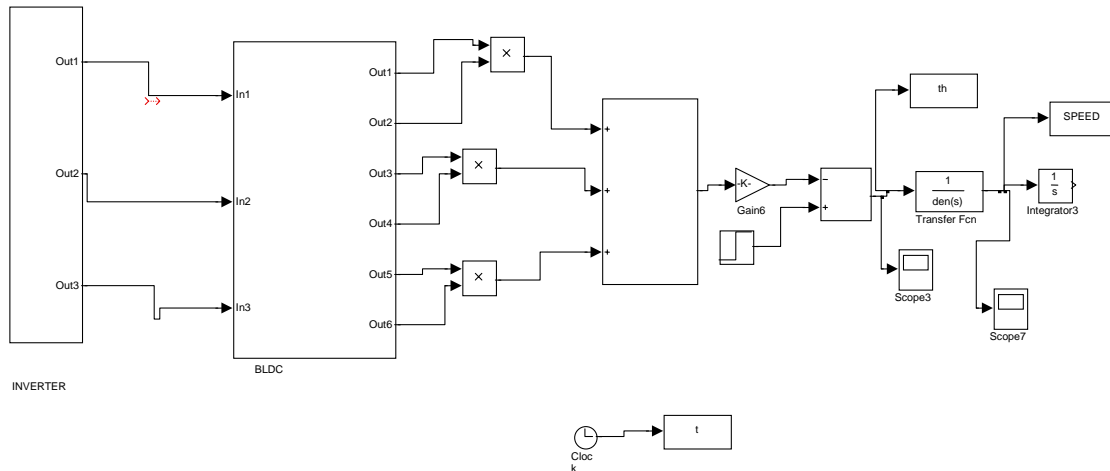 Out1
Out2
Out3
INVERTER
In1
In2
In3
Out1
Out2
Out3
Out4
Out5
Out6
BLDC
×
×
×
+
+
+
-K-
Gain6
−
+
th
1
den(s)
Transfer Fcn
SPEED
1
s
Integrator3
Scope3
Scope7
Cloc
k
t